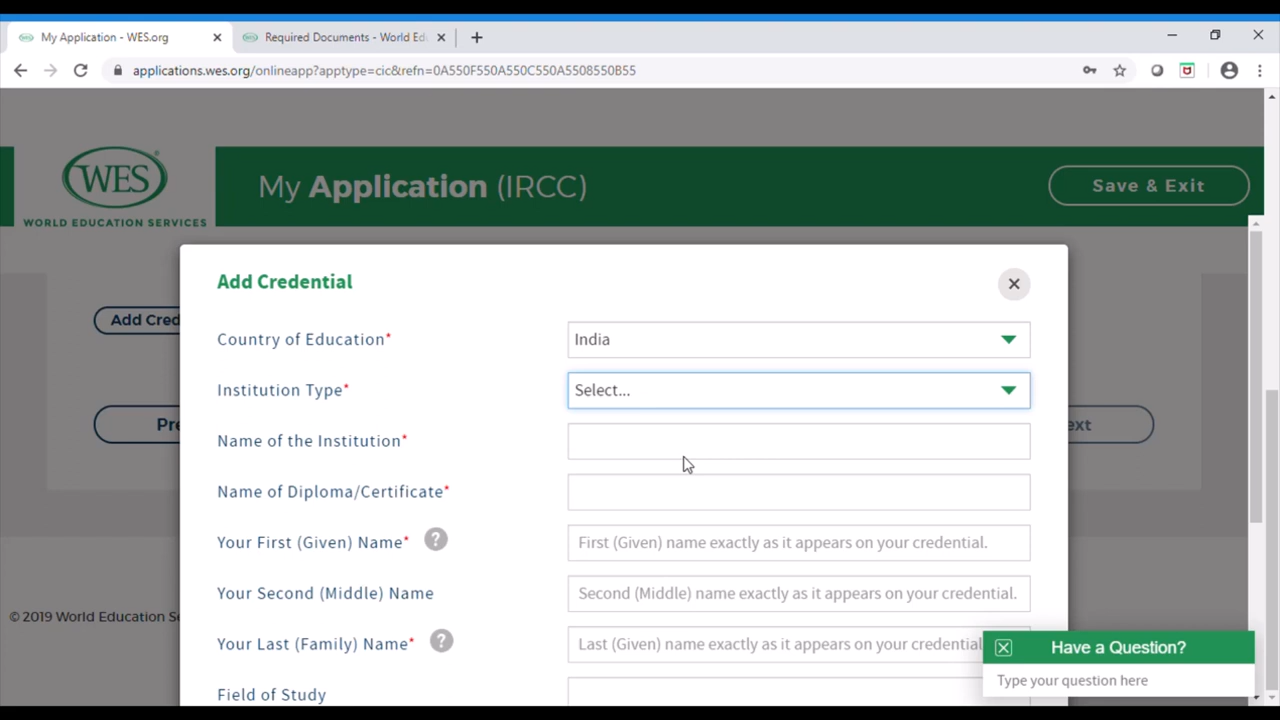 My Application - WES.org
Required Documents - World Ed
applications.wes.org/onlineapp?apptype=cic&refn=0A550F550A550C550A5508550B55
WES
WORLD EDUCATION SERVICES
My Application (IRCC)
Save & Exit
Add Credential
Add Cred
Country of Education*
India
Institution Type*
Select...
Pre
ext
Name of the Institution*
Name of Diploma/Certificate*
Your First (Given) Name* ?
First (Given) name exactly as it appears on your credential.
Your Second (Middle) Name
Second (Middle) name exactly as it appears on your credential.
© 2019 World Education Se
Your Last (Family) Name* ?
Last (Given) name exactly as it appears on your credential
Have a Question?
Type your question here
Field of Study